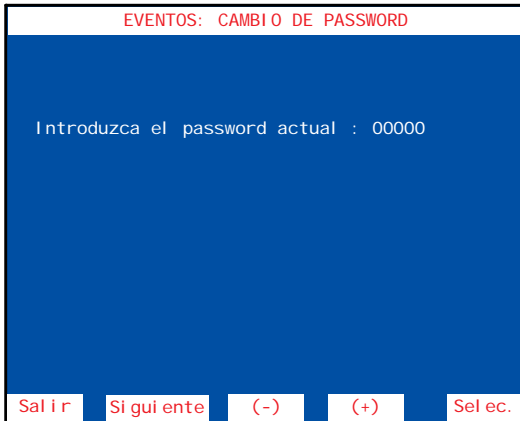 EVENTOS: CAMBIO DE PASSWORD
Introduzca el password actual : 00000
Salir Siguiente (-) (+) Selec.